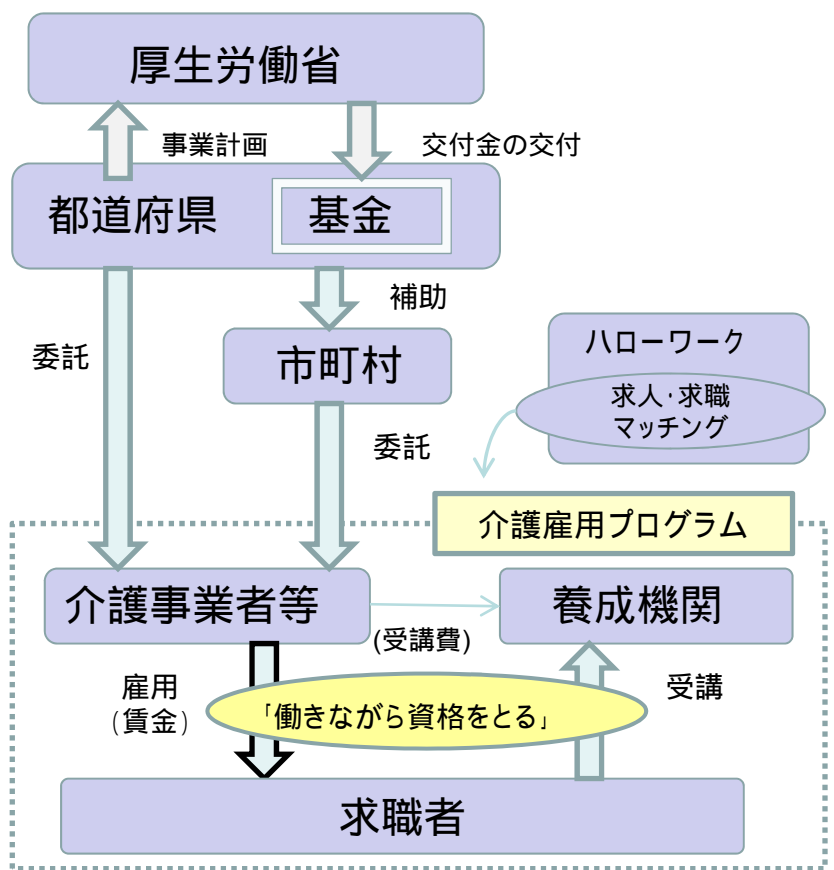 厚生労働省
事業計画
交付金の交付
都道府県
基金
補助
委託
市町村
ハローワーク
求人・求職
マッチング
委託
介護雇用プログラム
介護事業者等
養成機関
(受講費)
雇用
(賃金)
「働きながら資格をとる」
受講
求職者